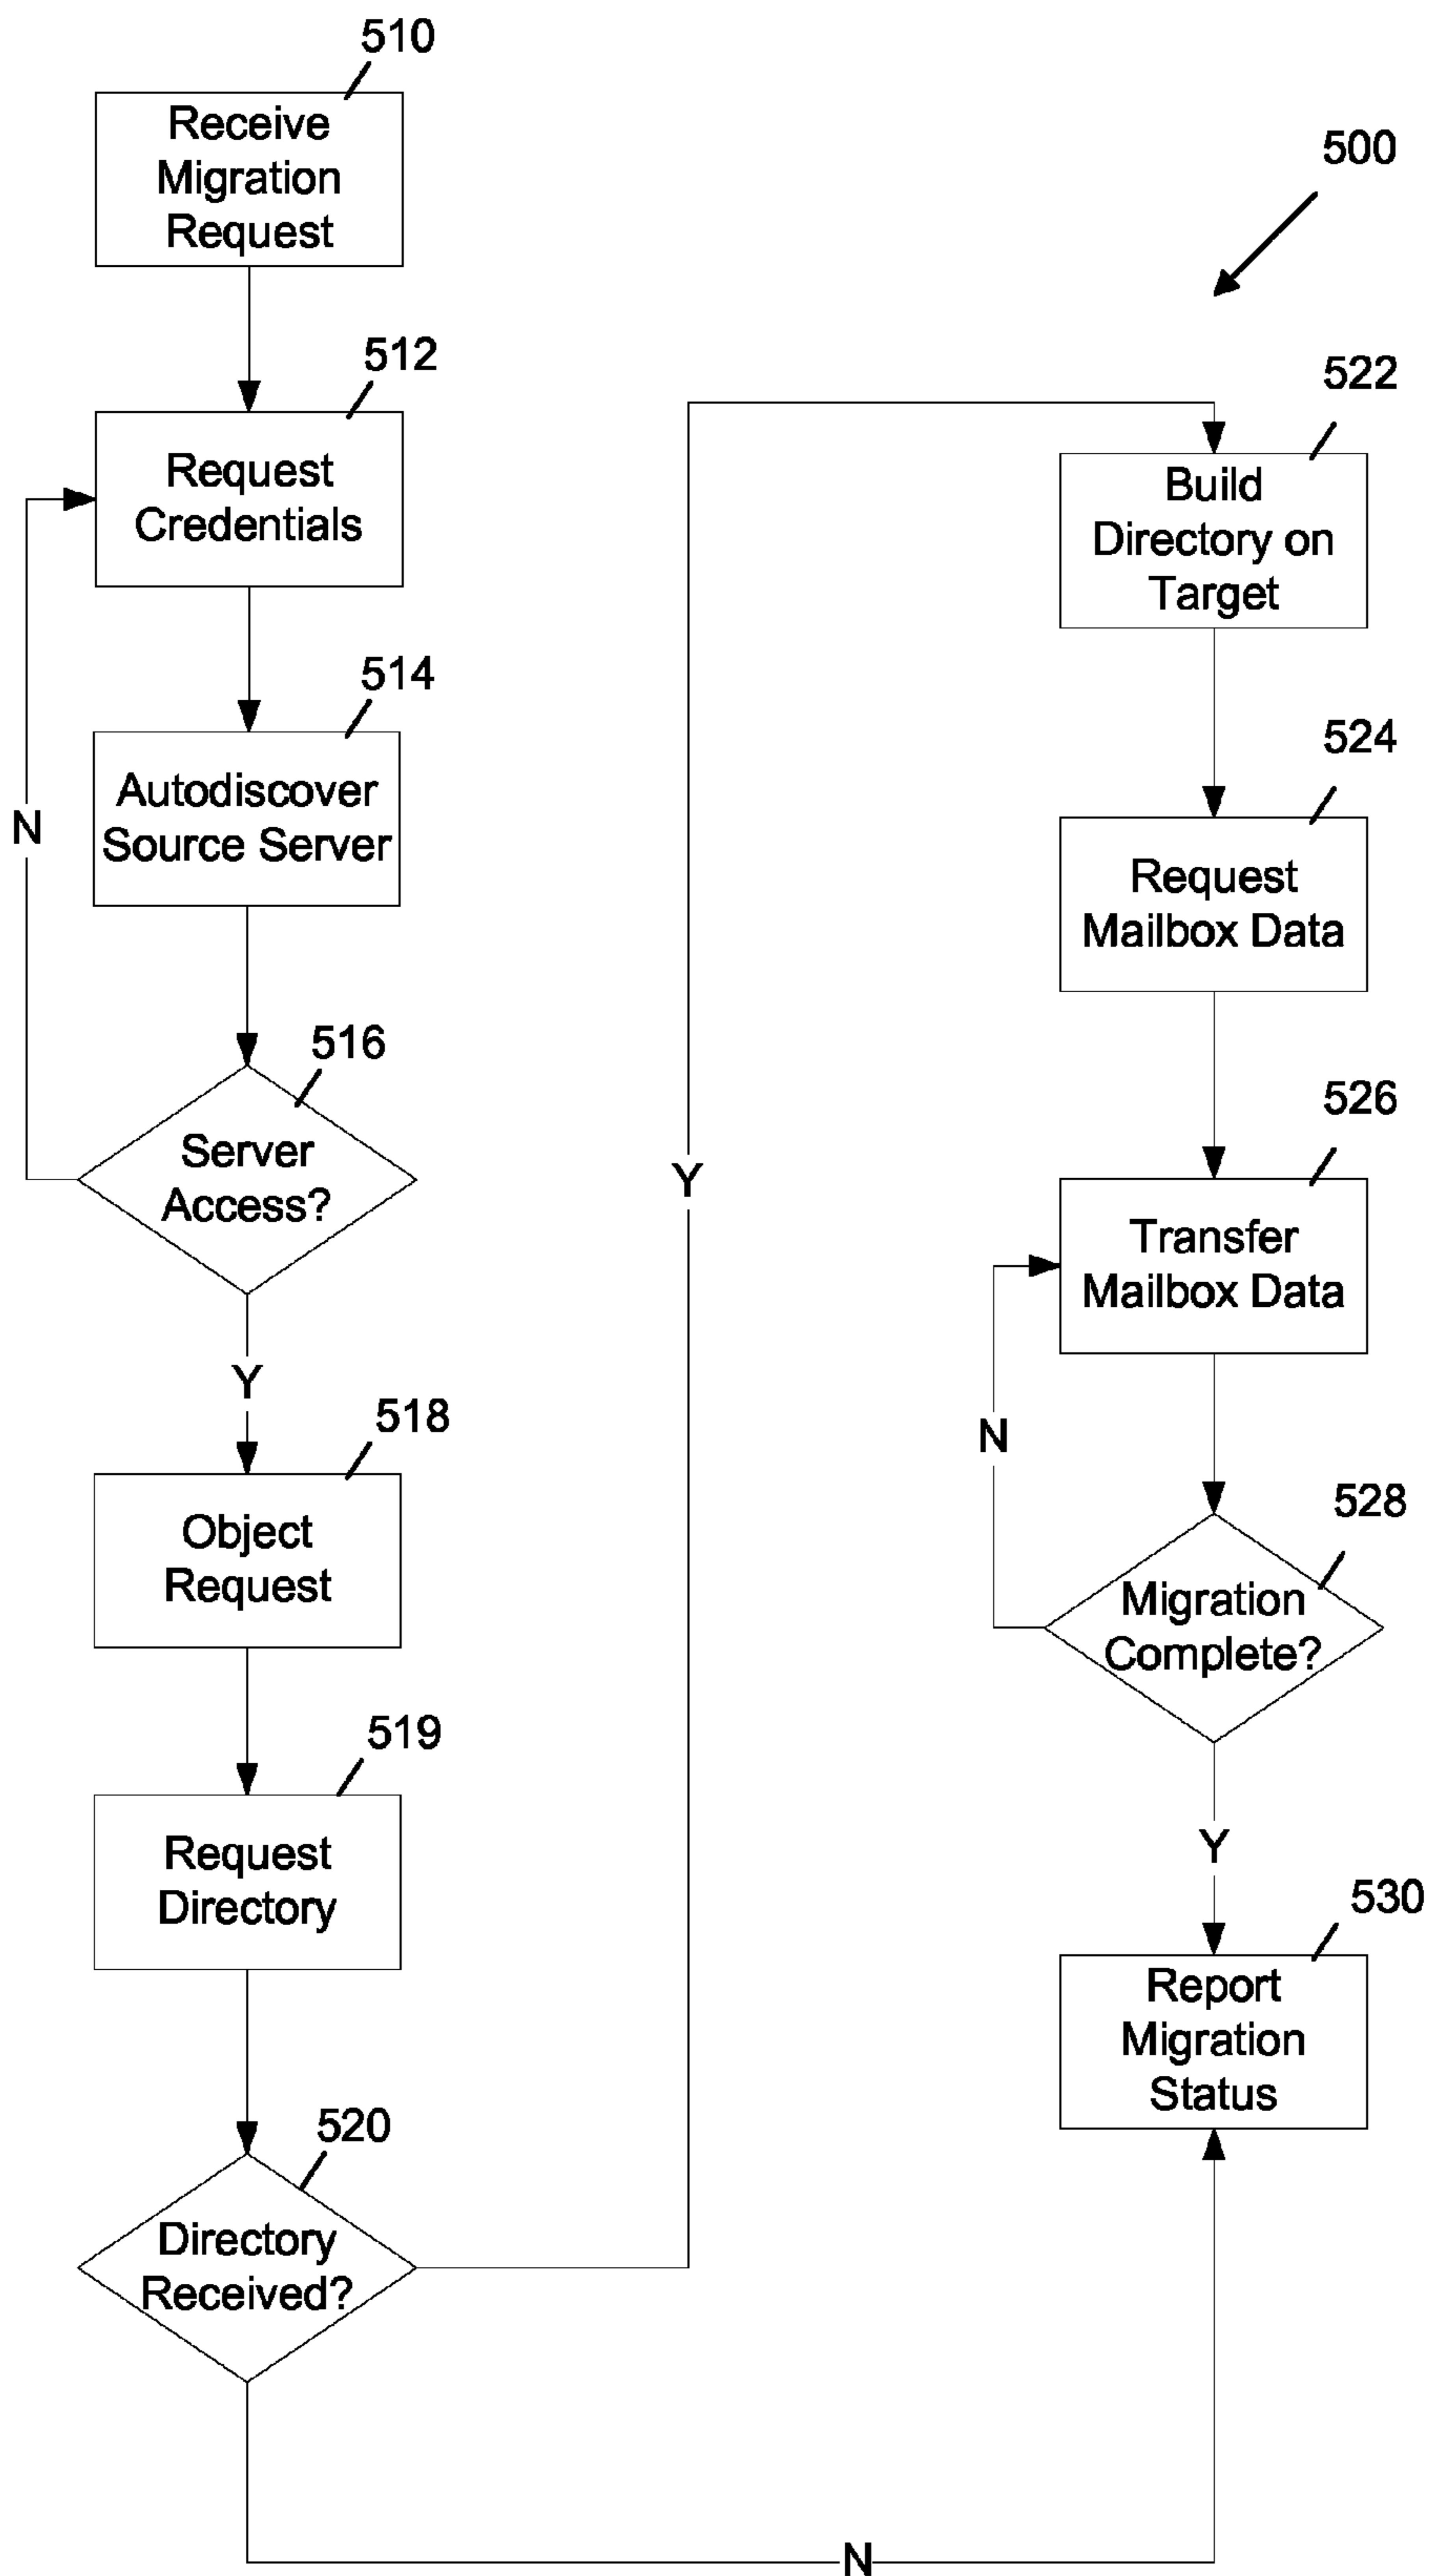 510
Receive
Migration
Request
512
Request
Credentials
514
Autodiscover
Source Server
N
516
Server
Access?
Y
518
Object
Request
519
Request
Directory
520
Directory
Received?
Y
N
500
522
Build
Directory on
Target
524
Request
Mailbox Data
526
Transfer
Mailbox Data
N
528
Migration
Complete?
Y
530
Report
Migration
Status